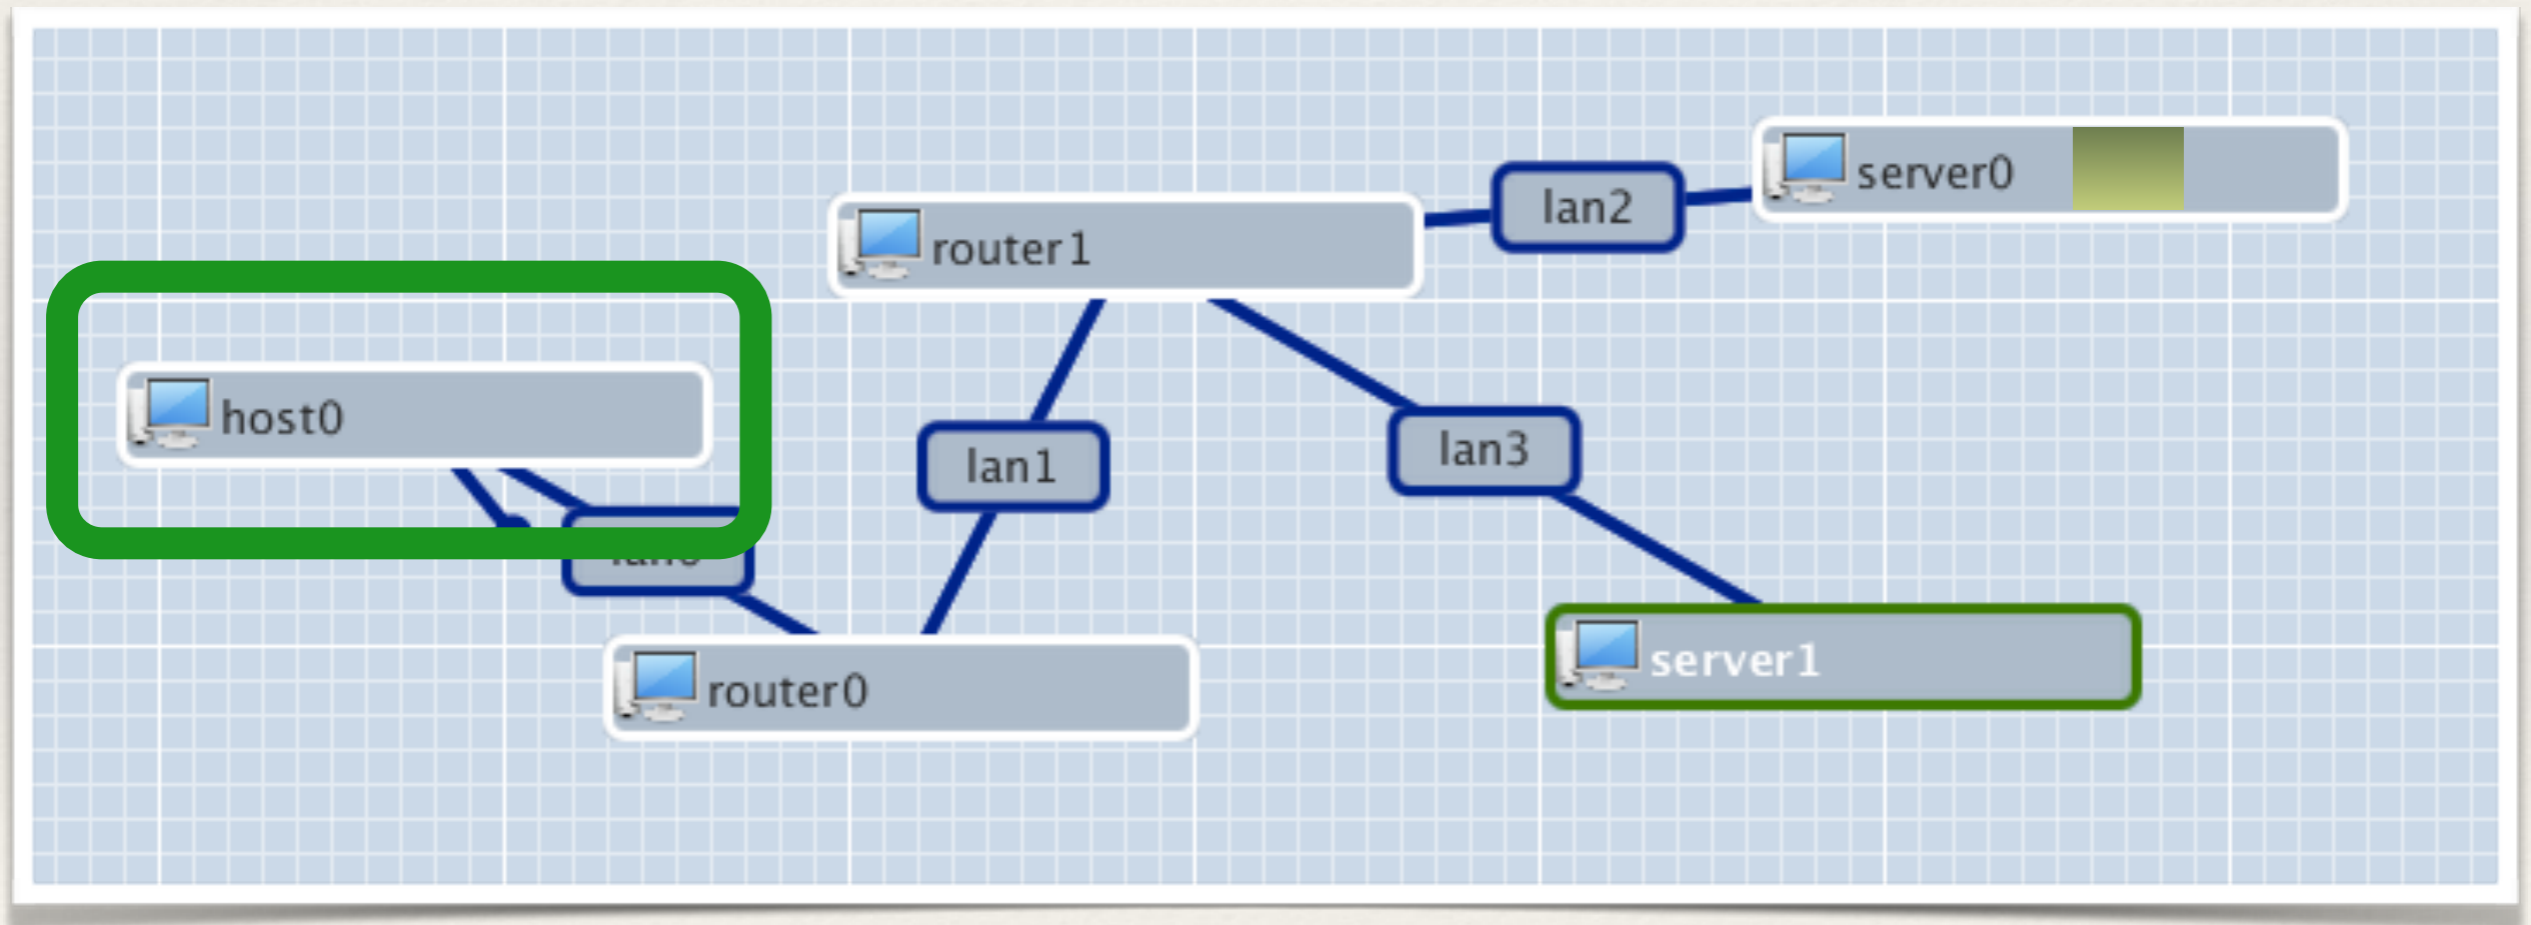 server0
lan2
router1
host0
lan3
lan1
server1
router0